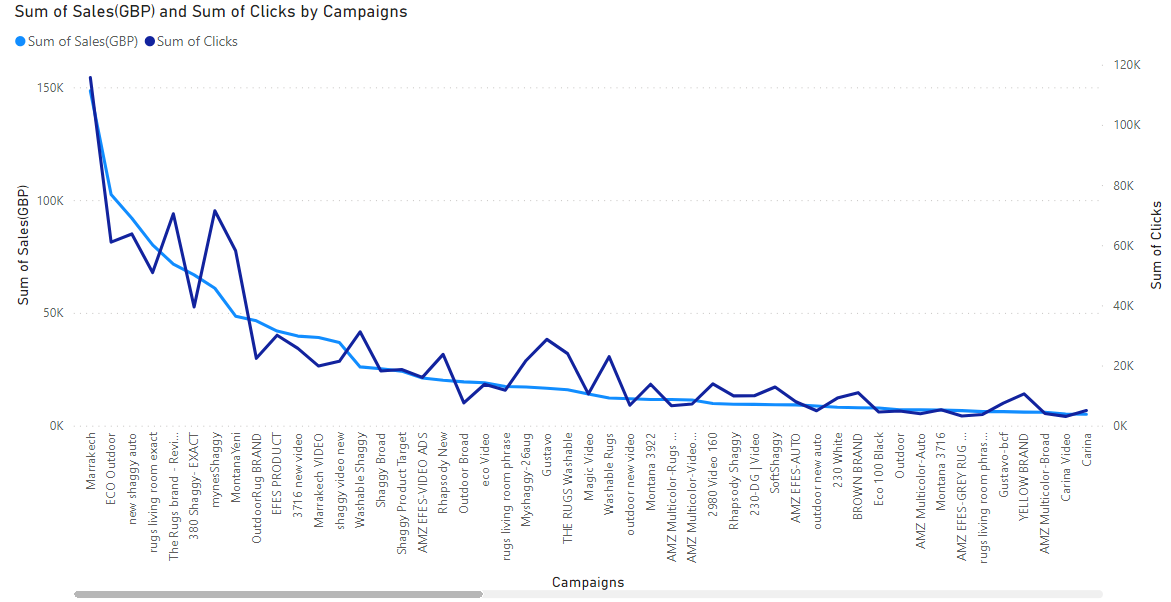 Sum of Sales(GBP) and Sum of Clicks by Campaigns
Sum of Sales(GBP) Sum of Clicks
150K
100K
50K
0K
Sum of Sales(GBP)
120K
100K
80K
60K
40K
20K
0K
Sum of Clicks
Marrakech
ECO Outdoor
new shaggy auto
rugs living room exact
The Rugs brand - Revi...
380 Shaggy- EXACT
mynesShaggy
MontanaYeni
OutdoorRug BRAND
EFES PRODUCT
3716 new video
Marrakech VIDEO
shaggy video new
Washable Shaggy
Shaggy Broad
Shaggy Product Target
AMZ EFES-VIDEO ADS
Rhapsody New
Outdoor Broad
eco Video
rugs living room phrase
Myshaggy-26aug
Gustavo
THE RUGS Washable
Magic Video
Washable Rugs
outdoor new video
Montana 3922
AMZ Multicolor-Rugs ...
AMZ Multicolor-Video...
2980 Video 160
Rhapsody Shaggy
230-DG | Video
SoftShaggy
AMZ EFES-AUTO
outdoor new auto
230 White
BROWN BRAND
Eco 100 Black
Outdoor
AMZ Multicolor-Auto
Montana 3716
AMZ EFES-GREY RUG ...
rugs living room phras...
Gustavo-bcf
YELLOW BRAND
AMZ Multicolor-Broad
Carina Video
Carina
Campaigns